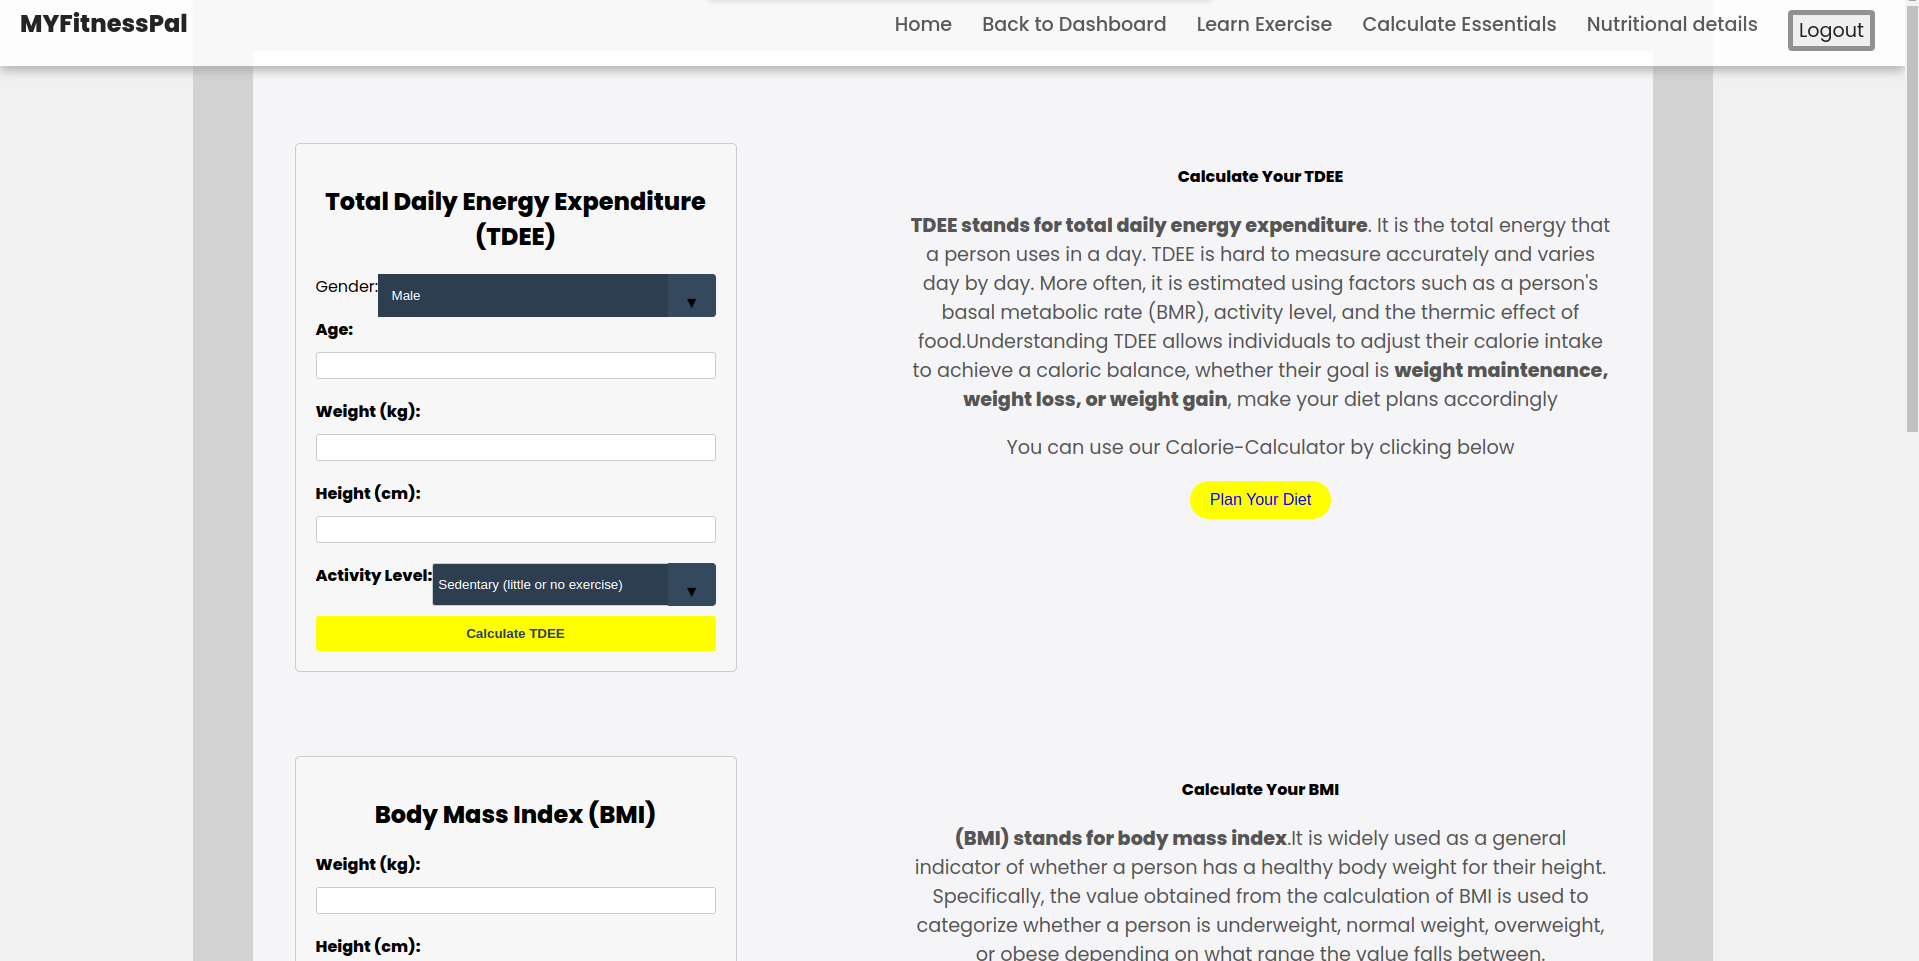 MYFitnessPal
Home
Back to Dashboard
Learn Exercise
Calculate Essentials
Nutritional details
Logout
Total Daily Energy Expenditure
(TDEE)
Gender:
Male
Age:
Weight (kg):
Height (cm):
Activity Level:
Sedentary (little or no exercise)
Calculate TDEE
Calculate Your TDEE
TDEE stands for total daily energy expenditure. It is the total energy that
a person uses in a day. TDEE is hard to measure accurately and varies
day by day. More often, it is estimated using factors such as a person's
basal metabolic rate (BMR), activity level, and the thermic effect of
food.Understanding TDEE allows individuals to adjust their calorie intake
to achieve a caloric balance, whether their goal is weight maintenance,
weight loss, or weight gain, make your diet plans accordingly
You can use our Calorie-Calculator by clicking below
Plan Your Diet
Body Mass Index (BMI)
Weight (kg):
Height (cm):
Calculate Your BMI
(BMI) stands for body mass index.It is widely used as a general
indicator of whether a person has a healthy body weight for their height.
Specifically, the value obtained from the calculation of BMI is used to
categorize whether a person is underweight, normal weight, overweight,
or obese depending on what range the value falls between.